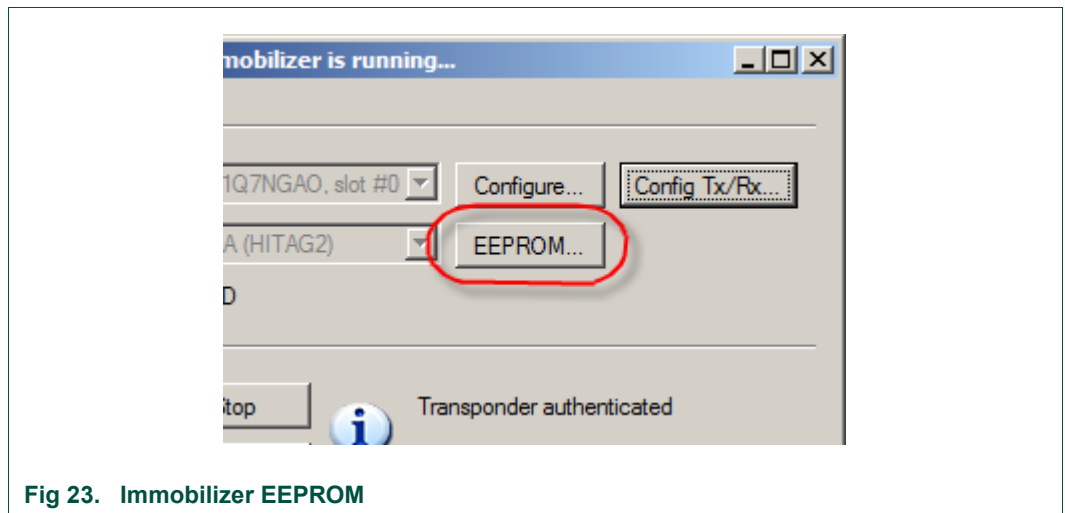 mobilizer is running...
1Q7NGAO, slot #0 Configure... Config Tx/Rx...
A (HITAG2) EEPROM...
D
Stop Transponder authenticated
Fig 23. Immobilizer EEPROM